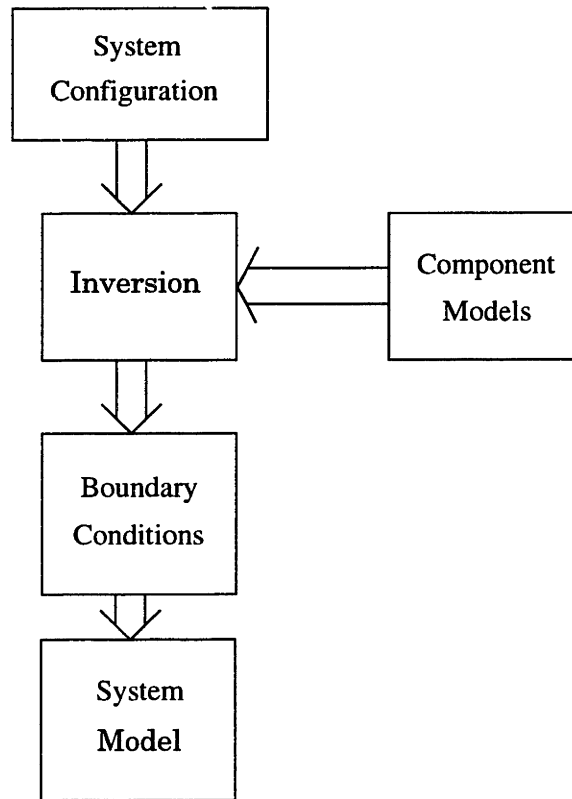 System
Configuration
Inversion
Component
Models
Boundary
Conditions
System
Model